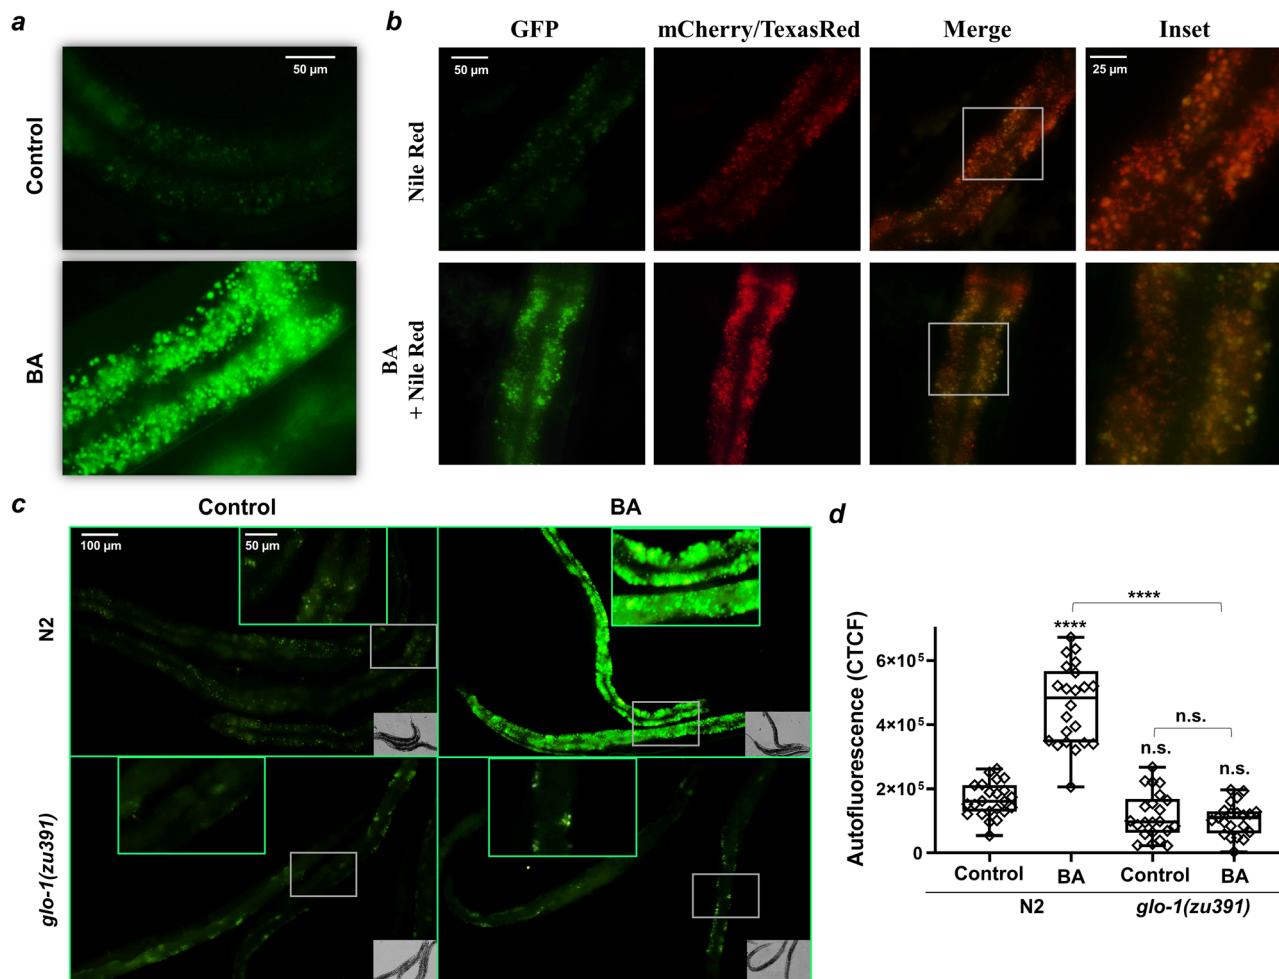 a
50 µm
Control
BA
b
GFP
mCherry/TexasRed
Merge
Inset
50 µm
25 µm
Nile Red
BA
+ Nile Red
c
Control
BA
100 µm
50 µm
N2
glo-1(zu391)
d
Autofluorescence (CTCF)
6×10⁵
4×10⁵
2×10⁵
0
****
****
n.s.
n.s.
n.s.
Control
BA
Control
BA
N2
glo-1(zu391)